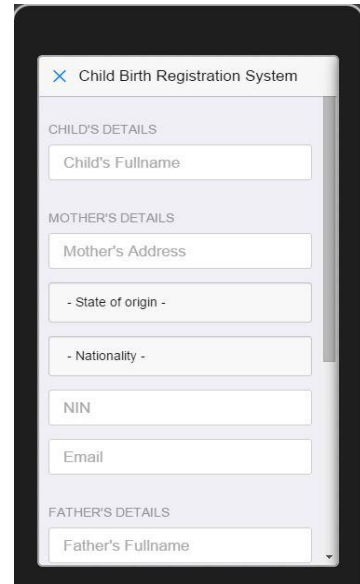 Child Birth Registration System
CHILD'S DETAILS
Child's Fullname
MOTHER'S DETAILS
Mother's Address
- State of origin -
- Nationality -
NIN
Email
FATHER'S DETAILS
Father's Fullname